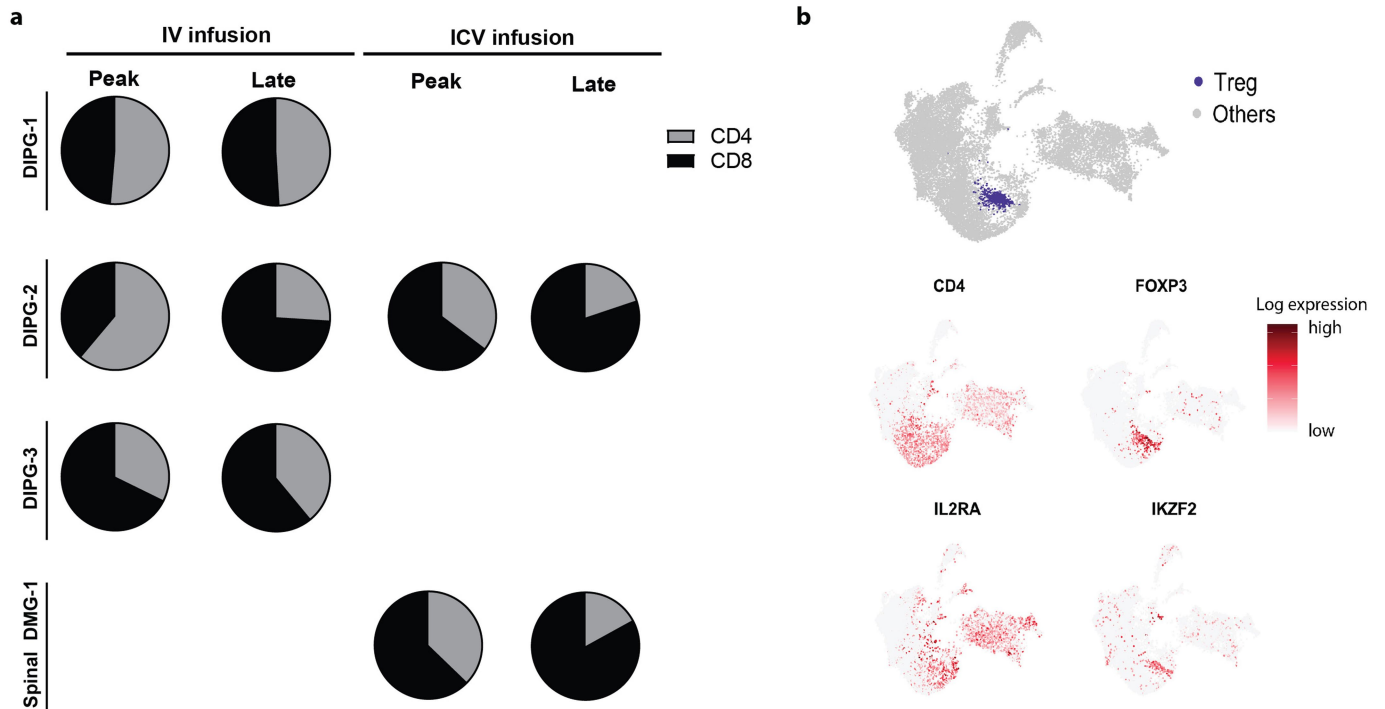 a
IV infusion
ICV infusion
Peak
Late
Peak
Late
DIPG-1
CD4
CD8
DIPG-2
DIPG-3
Spinal DMG-1
b
Treg
Others
CD4
FOXP3
Log expression
high
low
IL2RA
IKZF2